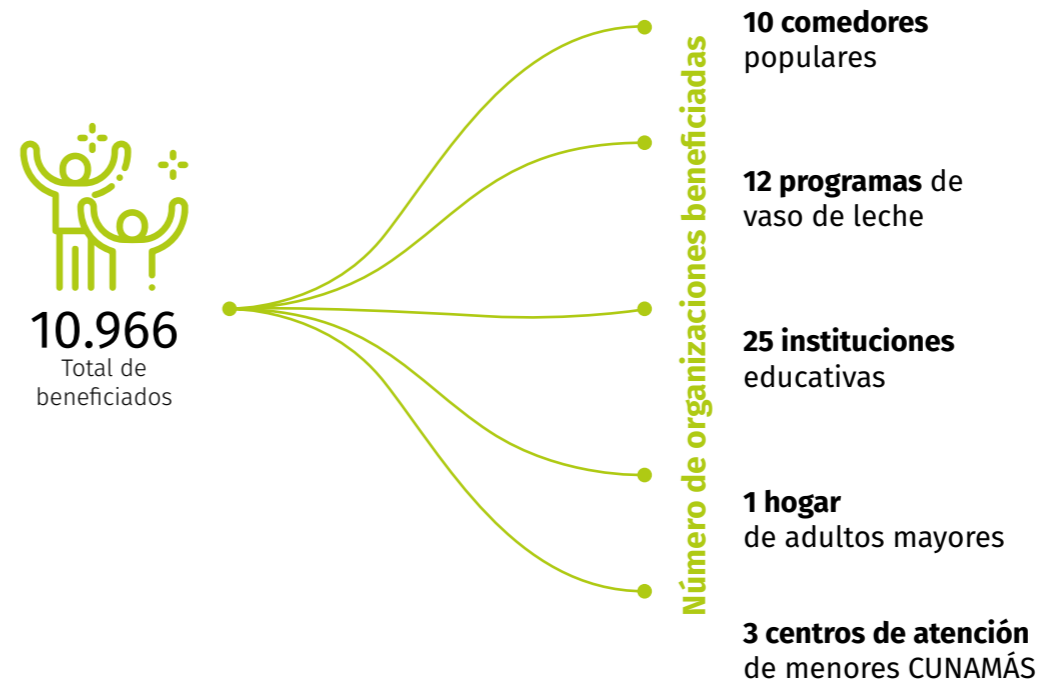 10.966
Total de
beneficiados
Número de organizaciones beneficiadas
10 comedores
populares
12 programas de
vaso de leche
25 instituciones
educativas
1 hogar
de adultos mayores
3 centros de atención
de menores CUNAMÁS